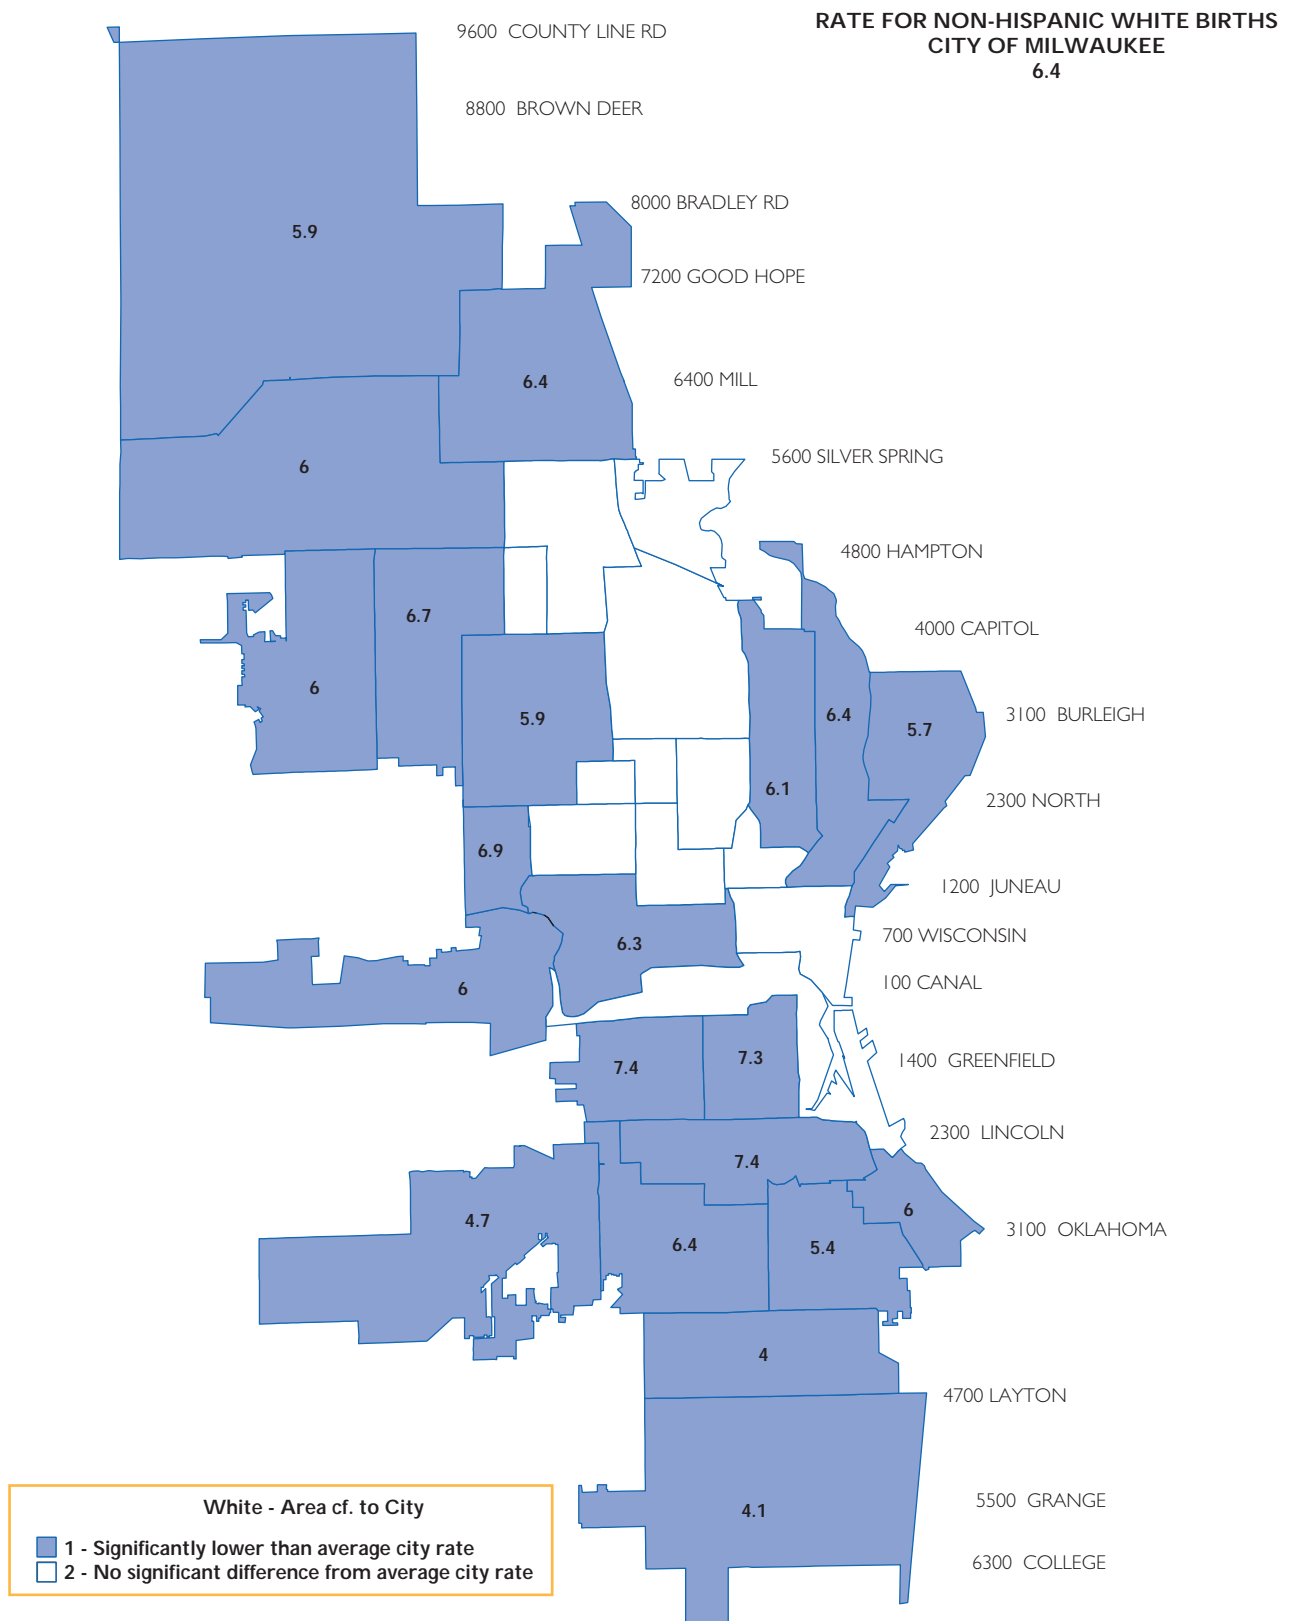 RATE FOR NON-HISPANIC WHITE BIRTHS
CITY OF MILWAUKEE
6.4
9600 COUNTY LINE RD
8800 BROWN DEER
8000 BRADLEY RD
5.9
7200 GOOD HOPE
6400 MILL
6.4
5600 SILVER SPRING
6
4800 HAMPTON
6.7
4000 CAPITOL
6
5.9
6.4
3100 BURLEIGH
5.7
6.1
2300 NORTH
6.9
1200 JUNEAU
700 WISCONSIN
6.3
100 CANAL
6
1400 GREENFIELD
7.3
7.4
2300 LINCOLN
7.4
6
4.7
3100 OKLAHOMA
6.4
5.4
4
4700 LAYTON
5500 GRANGE
4.1
6300 COLLEGE
White - Area cf. to City
1 - Significantly lower than average city rate
2 - No significant difference from average city rate